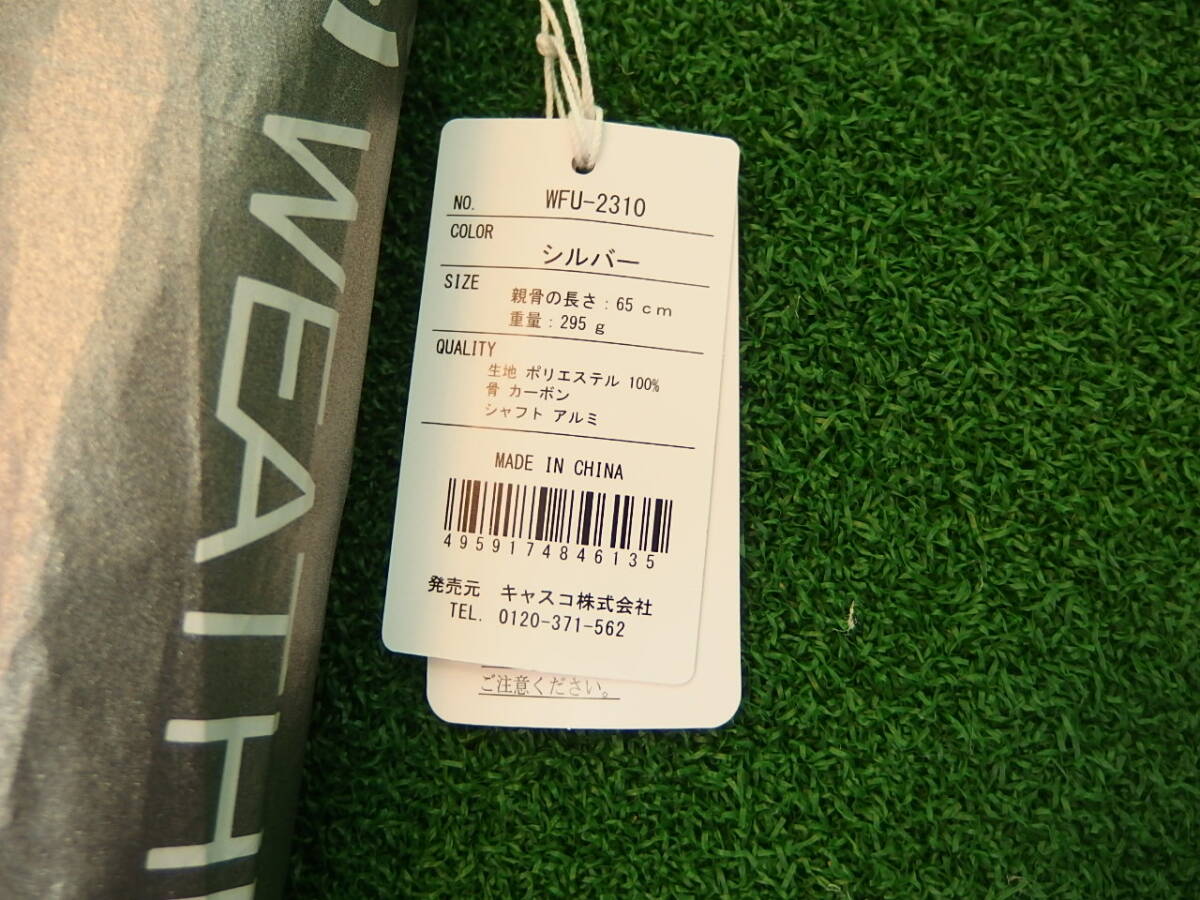 WEATH
NO. WFU-2310
COLOR
シルバー
SIZE
親骨の長さ：65 ｃｍ
重量：295 ｇ
QUALITY
生地 ポリエステル 100%
骨 カーボン
シャフト アルミ
MADE IN CHINA
4959174846135
発売元 キャスコ株式会社
TEL. 0120-371-562
ご注意ください。